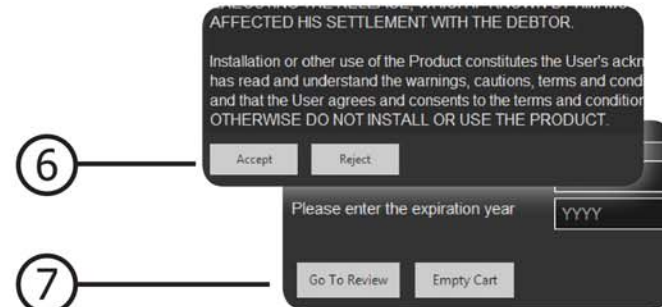 AFFECTED HIS SETTLEMENT WITH THE DEBTOR.
Installation or other use of the Product constitutes the User's
has read and understand the warnings, cautions, terms and
and that the User agrees and consents to the terms and
OTHERWISE DO NOT INSTALL OR USE THE PRODUCT.
6
Accept Reject
Please enter the expiration year YYYY
7
Go To Review Empty Cart